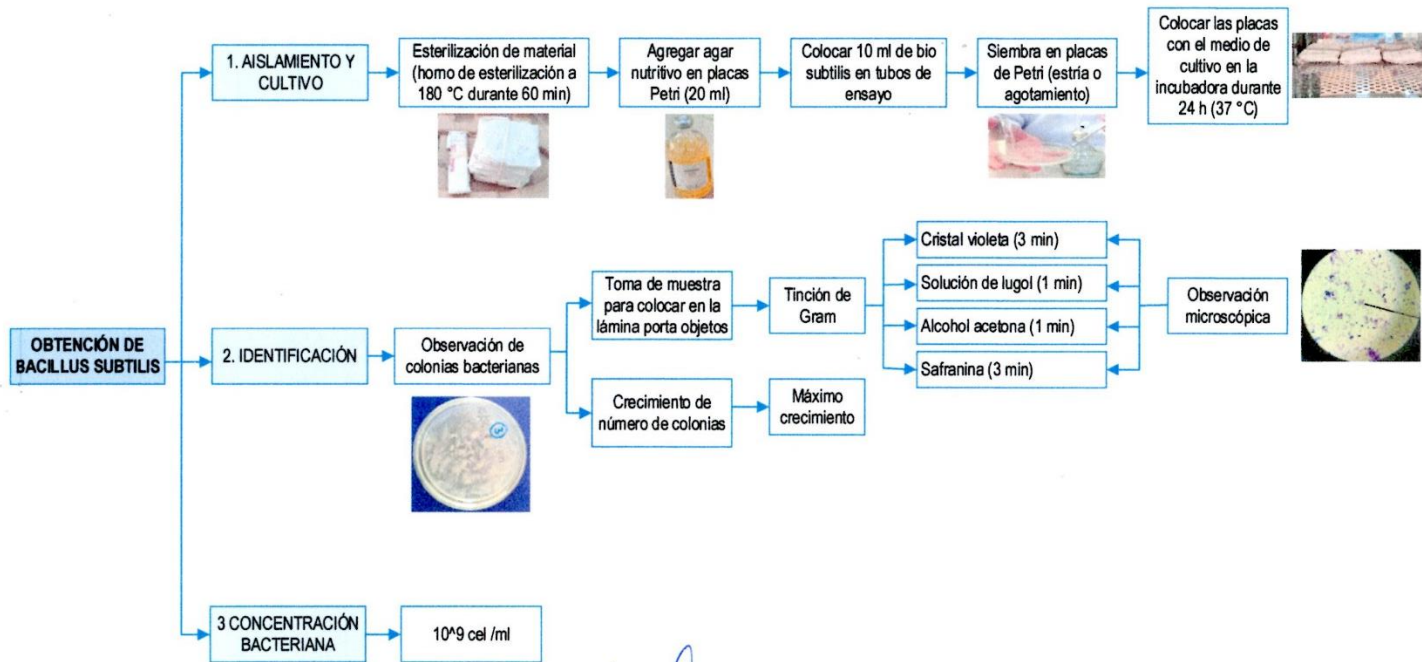 OBTENCIÓN DE
BACILLUS SUBTILIS
1. AISLAMIENTO Y
CULTIVO
Esterilización de material
(horno de esterilización a
180 °C durante 60 min)
Agregar agar
nutritivo en placas
Petri (20 ml)
Colocar 10 ml de bio
subtilis en tubos de
ensayo
Siembra en placas
de Petri (estría o
agotamiento)
Colocar las placas
con el medio de
cultivo en la
incubadora durante
24 h (37 °C)
2. IDENTIFICACIÓN
Observación de
colonias bacterianas
3
Toma de muestra
para colocar en la
lámina porta objetos
Tinción de
Gram
Cristal violeta (3 min)
Solución de lugol (1 min)
Alcohol acetona (1 min)
Safranina (3 min)
Observación
microscópica
Crecimiento de
número de colonias
Máximo
crecimiento
3 CONCENTRACIÓN
BACTERIANA
10^9 cel /ml